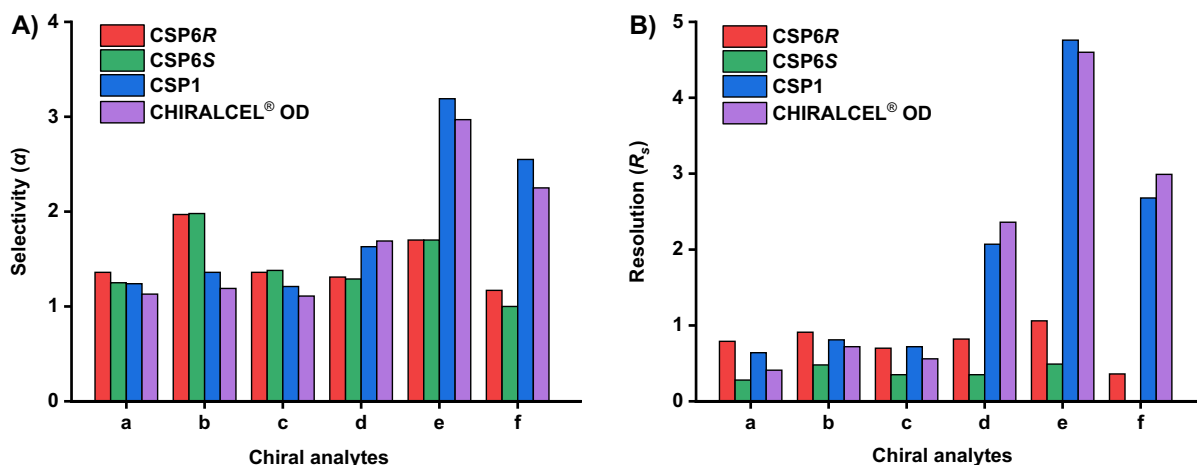 A)
CSP6R
CSP6S
CSP1
CHIRALCEL® OD
Selectivity (α)
4
3
2
1
0
a b c d e f
Chiral analytes
B)
CSP6R
CSP6S
CSP1
CHIRALCEL® OD
Resolution (Rs)
5
4
3
2
1
0
a b c d e f
Chiral analytes